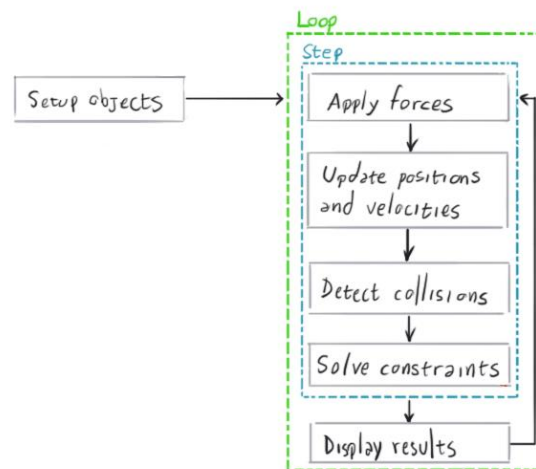 Loop
Step
Setup objects
Apply forces
Update positions
and velocities
Detect collisions
Solve constraints
Display results